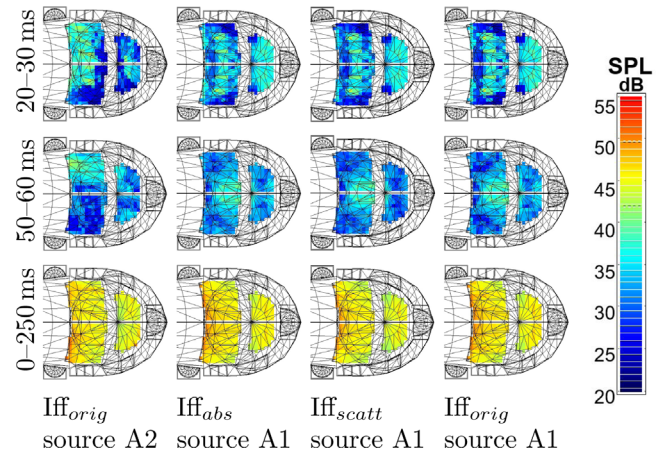 20–30 ms
50–60 ms
0–250 ms
SPL
dB
55
50
45
40
35
30
25
20
Iff_orig
source A2
Iff_abs
source A1
Iff_scatt
source A1
Iff_orig
source A1